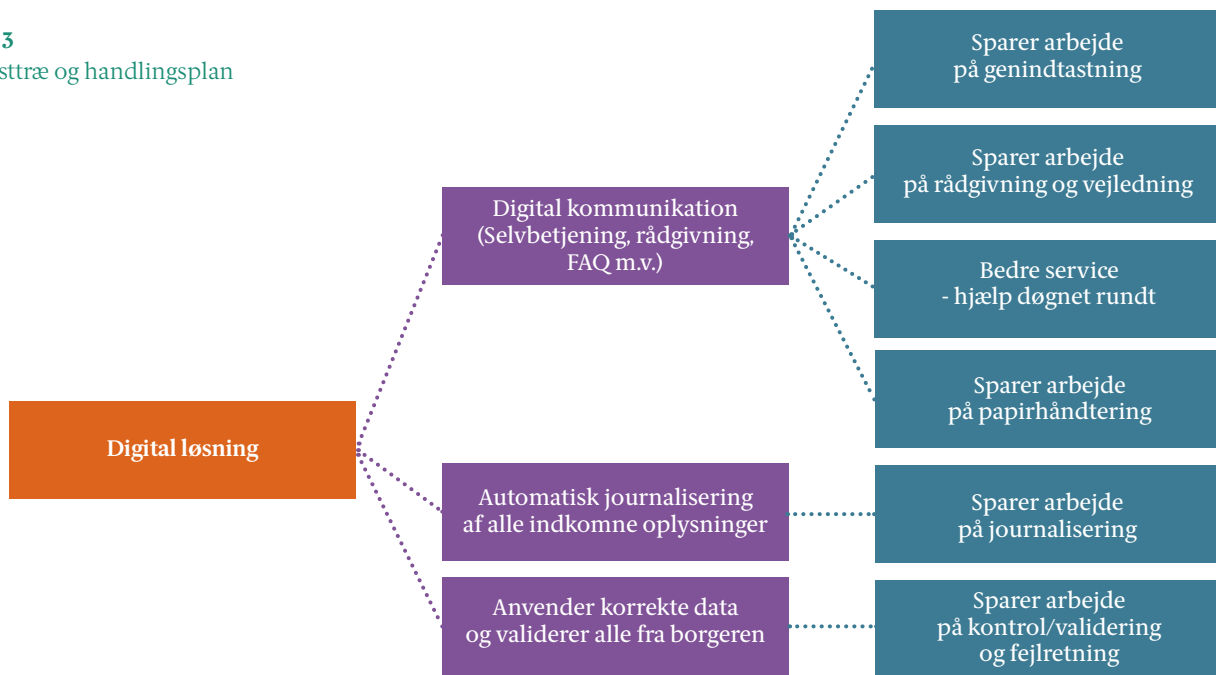 3
sttræ og handlingsplan
Digital løsning
Digital kommunikation
(Selvbetjening, rådgivning,
FAQ m.v.)
Automatisk journalisering
af alle indkomne oplysninger
Anvender korrekte data
og validerer alle fra borgeren
Sparer arbejde
på genindtastning
Sparer arbejde
på rådgivning og vejledning
Bedre service
- hjælp døgnet rundt
Sparer arbejde
på papirhåndtering
Sparer arbejde
på journalisering
Sparer arbejde
på kontrol/validering
og fejlretning